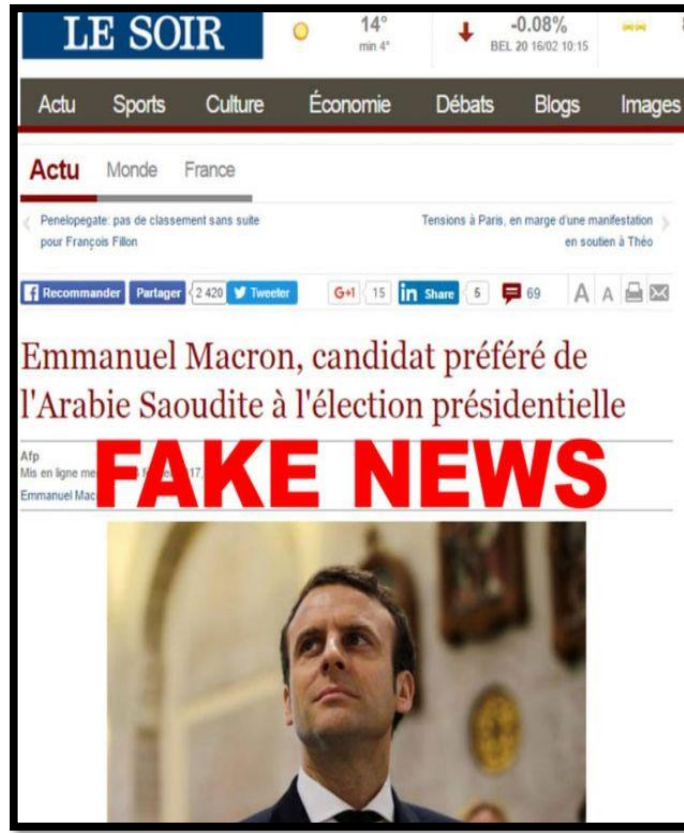 LE SOIR
14°
min 4°
-0.08%
BEL 20 16/02 10:15
Actu Sports Culture Économie Débats Blogs Images
Actu Monde France
Penelopegate: pas de classement sans suite
pour François Fillon
Tensions à Paris, en marge d'une manifestation
en soutien à Théo
Recommander Partager 2 420 Tweeter G+1 15 in Share 5 69 A A
Emmanuel Macron, candidat préféré de
l'Arabie Saoudite à l'élection présidentielle
Afp
Mis en ligne
Emmanuel
FAKE NEWS